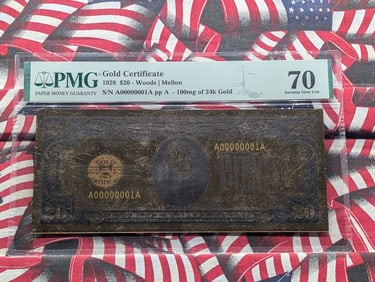 PMG
PAPER MONEY GUARANTY
Gold Certificate
1928 $20 - Woods | Mellon
S/N A00000001A pp A - 100mg of 24k Gold
70
Seventy Gem Unc
A00000001A
GOLD
A00000001A